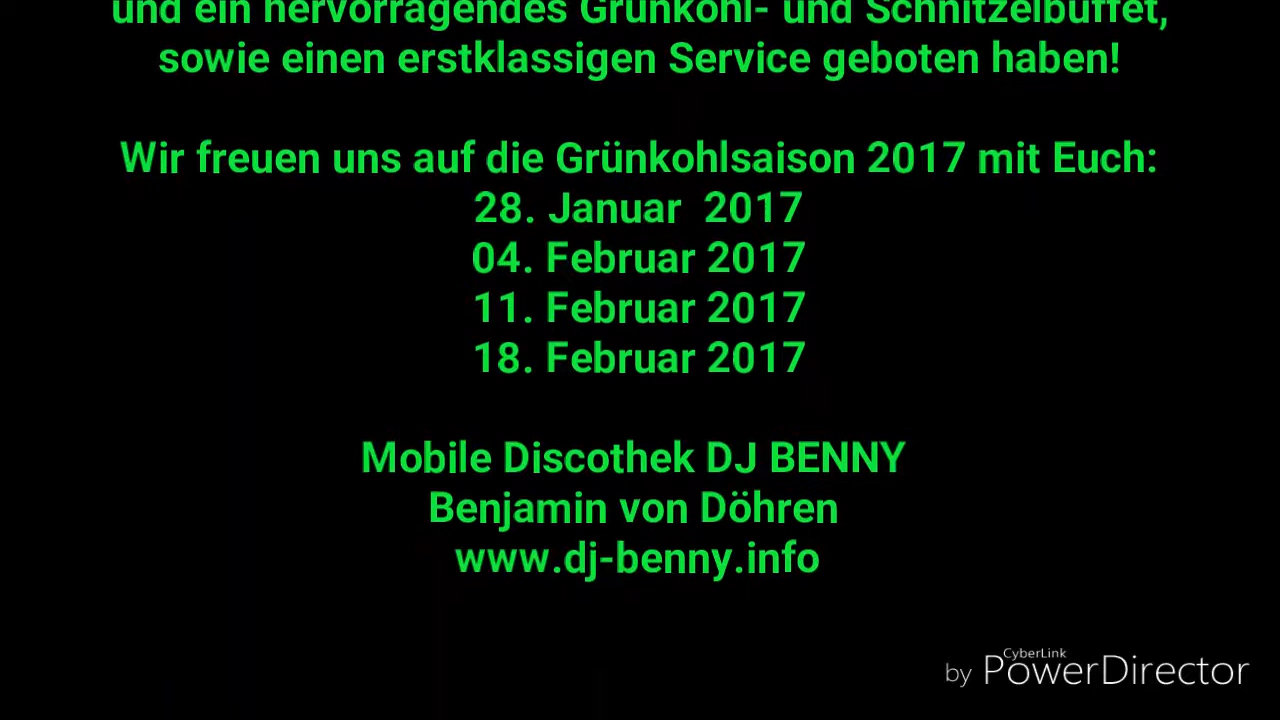 und ein hervorragendes Grünkohl- und Schnitzelbuffet,
sowie einen erstklassigen Service geboten haben!
Wir freuen uns auf die Grünkohlsaison 2017 mit Euch:
28. Januar  2017
04. Februar 2017
11. Februar 2017
18. Februar 2017
Mobile Discothek DJ BENNY
Benjamin von Döhren
www.dj-benny.info
CyberLink
by PowerDirector